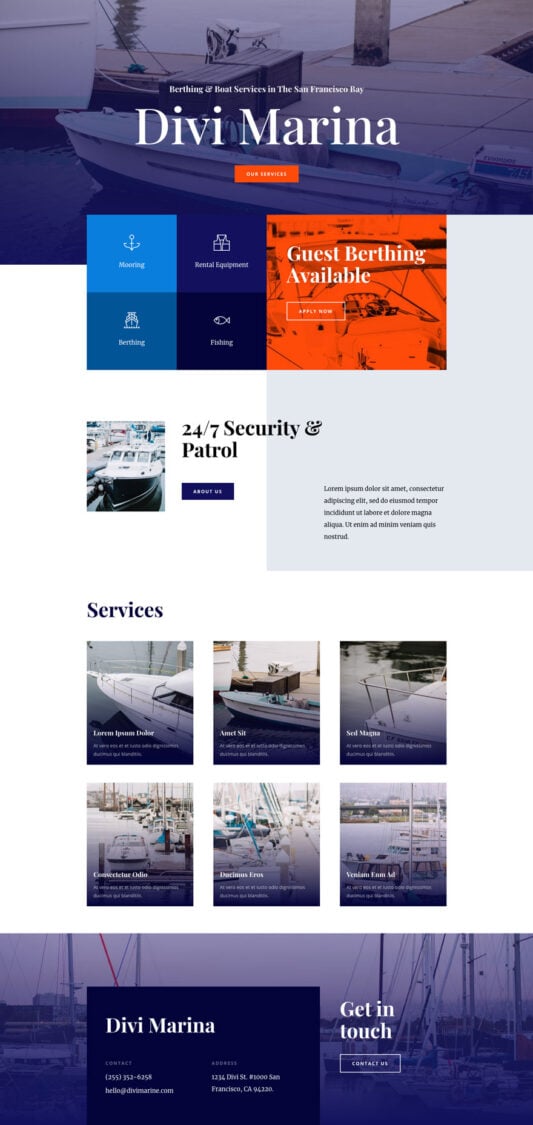 Berthing & Boat Services in The San Francisco Bay
Divi Marina
OUR SERVICES
EVINRUDE
Mooring
Rental Equipment
Berthing
Fishing
Guest Berthing
Available
APPLY NOW
24/7 Security &
Patrol
ABOUT US
Lorem ipsum dolor sit amet, consectetur
adipiscing elit, sed do eiusmod tempor
incididunt ut labore et dolore magna
aliqua. Ut enim ad minim veniam quis
nostrud.
Services
Lorem Ipsum Dolor
At vero eos et et iusto odio dignissimos
ducimus qui blanditiis.
Amet Sit
At vero eos et et iusto odio dignissimos
ducimus qui blanditiis.
Sed Magna
At vero eos et et iusto odio dignissimos
ducimus qui blanditiis.
Consectetur Odio
At vero eos et et iusto odio dignissimos
ducimus qui blanditiis.
Ducimus Eros
At vero eos et et iusto odio dignissimos
ducimus qui blanditiis.
Veniam Enm Ad
At vero eos et et iusto odio dignissimos
ducimus qui blanditiis.
Divi Marina
CONTACT
(255) 352-6258
hello@divimarine.com
ADDRESS
1234 Divi St. #1000 San
Francisco, CA 94220.
Get in
touch
CONTACT US